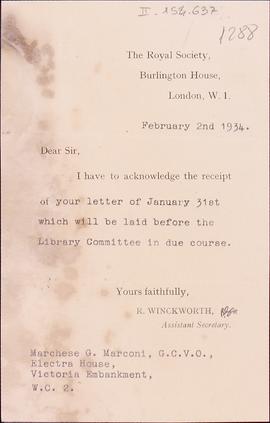 II. 154.637
1288
The Royal Society,
Burlington House,
London, W. 1.
February 2nd 1934.
Dear Sir,
I have to acknowledge the receipt
of your letter of January 31st
which will be laid before the
Library Committee in due course.
Yours faithfully,
R. WINCKWORTH,
Assistant Secretary.
Marchese G. Marconi, G.C.V.O.,
Electra House,
Victoria Embankment,
W.C. 2.